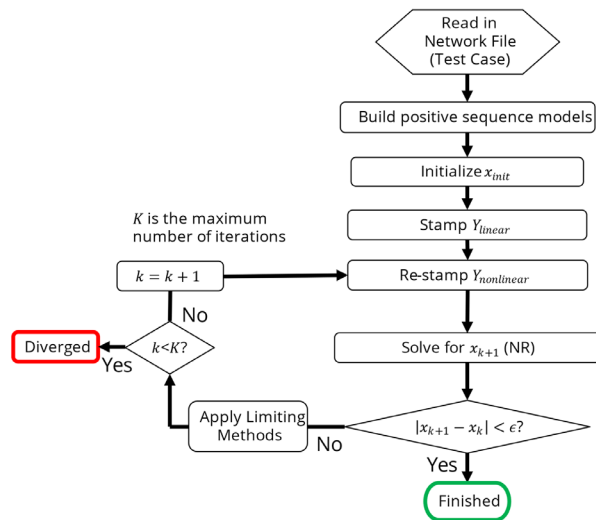 Read in
Network File
(Test Case)
Build positive sequence models
Initialize x_init
Stamp Y_linear
K is the maximum
number of iterations
k = k + 1
Re-stamp Y_nonlinear
No
Diverged
Yes
k<K?
Solve for x_{k+1} (NR)
Apply Limiting
Methods
No
|x_{k+1} − x_k| < ϵ?
Yes
Finished